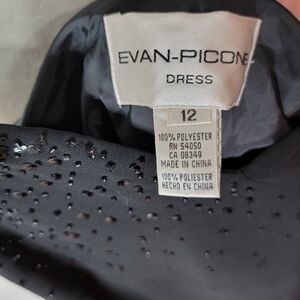 EVAN-PICONE
DRESS
12
100% POLYESTER
RN 54050
CA 08349
MADE IN CHINA
100% POLIESTER
HECHO EN CHINA